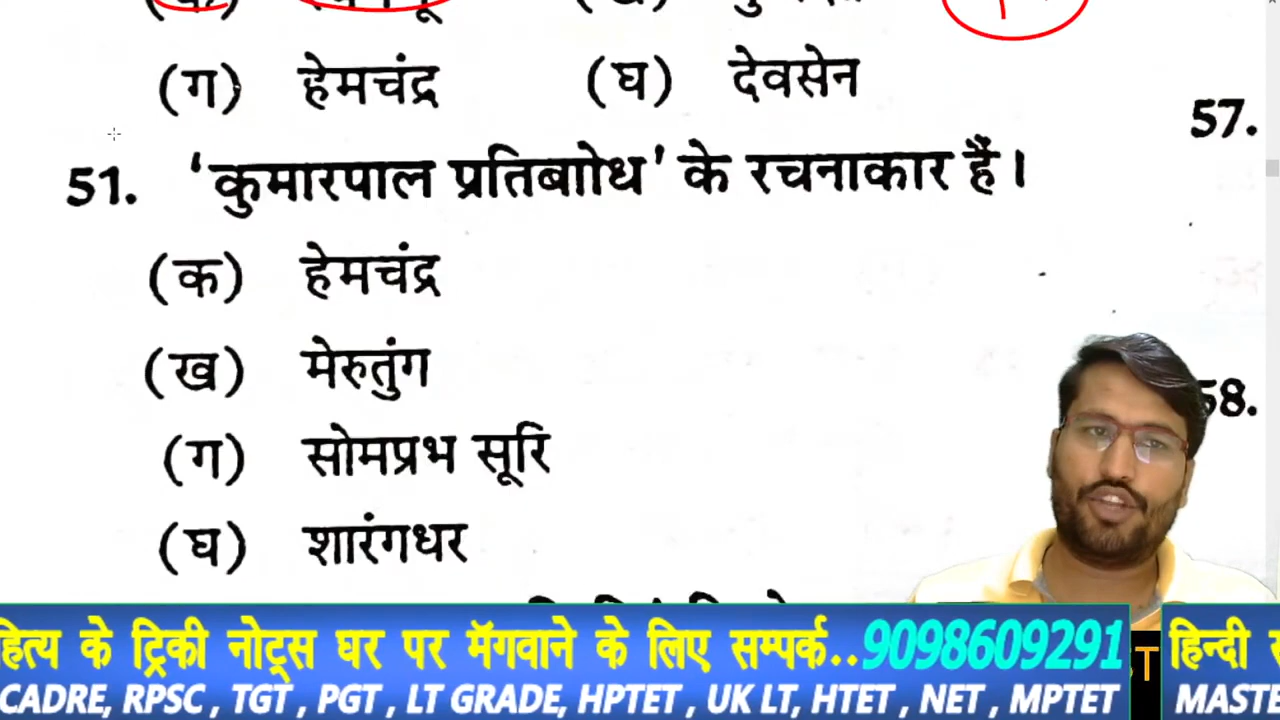 (ग) हेमचंद्र (घ) देवसेन
57.
51. 'कुमारपाल प्रतिबाोध' के रचनाकार हैं।
(क) हेमचंद्र
(ख) मेरुतुंग
58.
(ग) सोमप्रभ सूरि
(घ) शारंगधर
हित्य के ट्रिकी नोट्स घर पर मॅगवाने के लिए सम्पर्क..9098609291 हिन्दी
CADRE, RPSC , TGT , PGT , LT GRADE, HPTET , UK LT, HTET , NET , MPTET MASTE